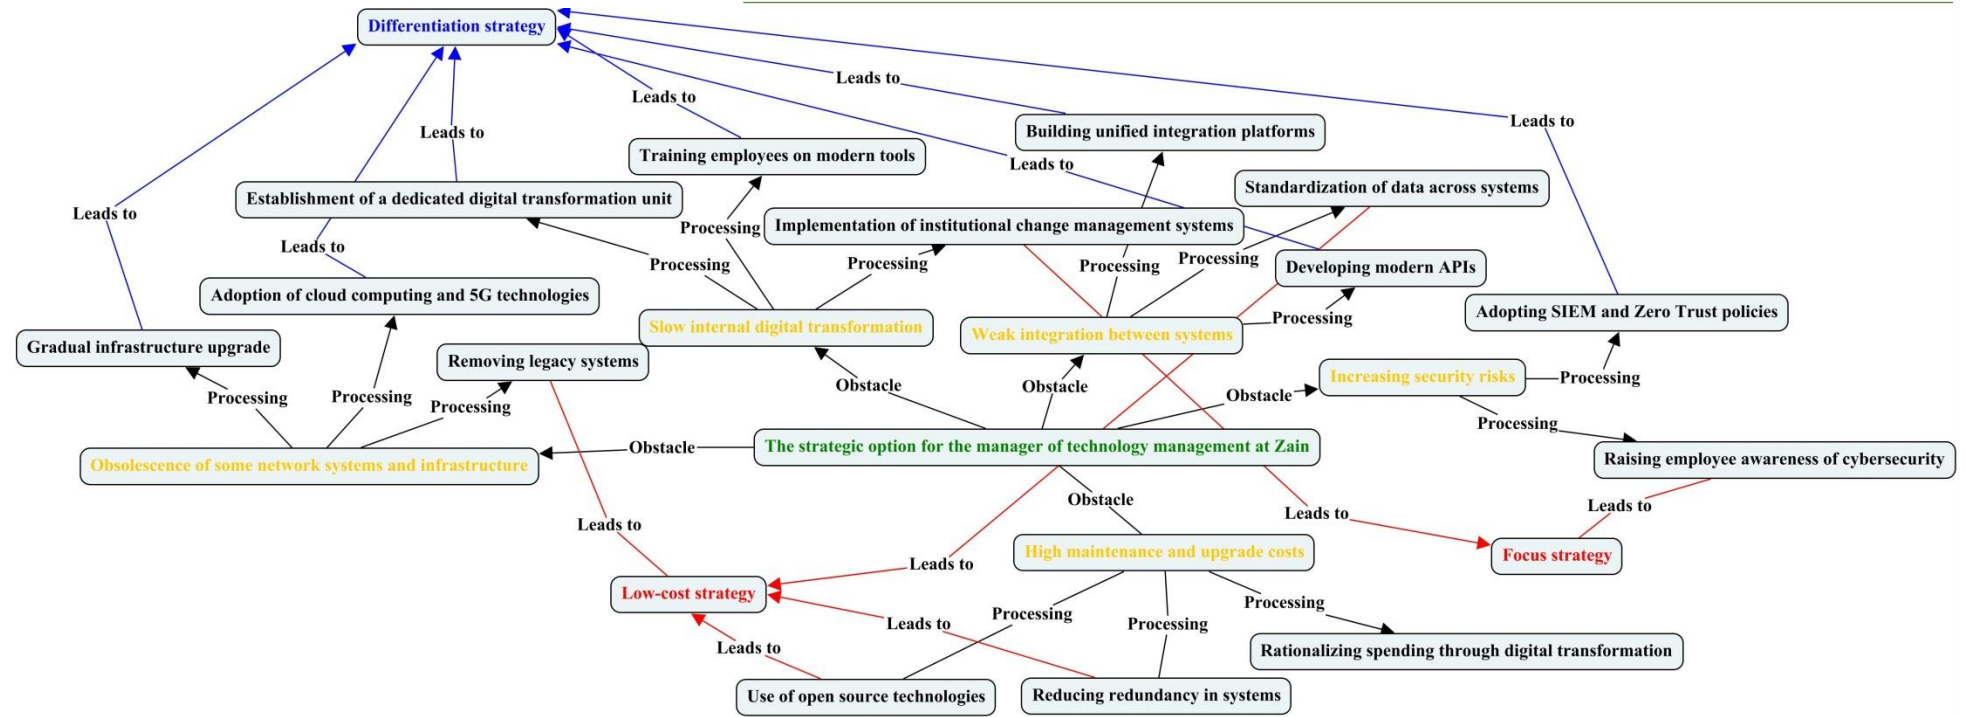 Differentiation strategy
Leads to
Leads to
Building unified integration platforms
Leads to
Leads to
Training employees on modern tools
Leads to
Establishment of a dedicated digital transformation unit
Standardization of data across systems
Leads to
Processing
Implementation of institutional change management systems
Leads to
Processing
Processing
Processing
Processing
Developing modern APIs
Adoption of cloud computing and 5G technologies
Adopting SIEM and Zero Trust policies
Slow internal digital transformation
Weak integration between systems
Processing
Gradual infrastructure upgrade
Removing legacy systems
Increasing security risks
Processing
Obstacle
Obstacle
Obstacle
Processing
Processing
Processing
Processing
Obstacle
The strategic option for the manager of technology management at Zain
Raising employee awareness of cybersecurity
Obsolescence of some network systems and infrastructure
Obstacle
Leads to
Leads to
Leads to
High maintenance and upgrade costs
Focus strategy
Leads to
Low-cost strategy
Processing
Processing
Leads to
Processing
Leads to
Rationalizing spending through digital transformation
Use of open source technologies
Reducing redundancy in systems